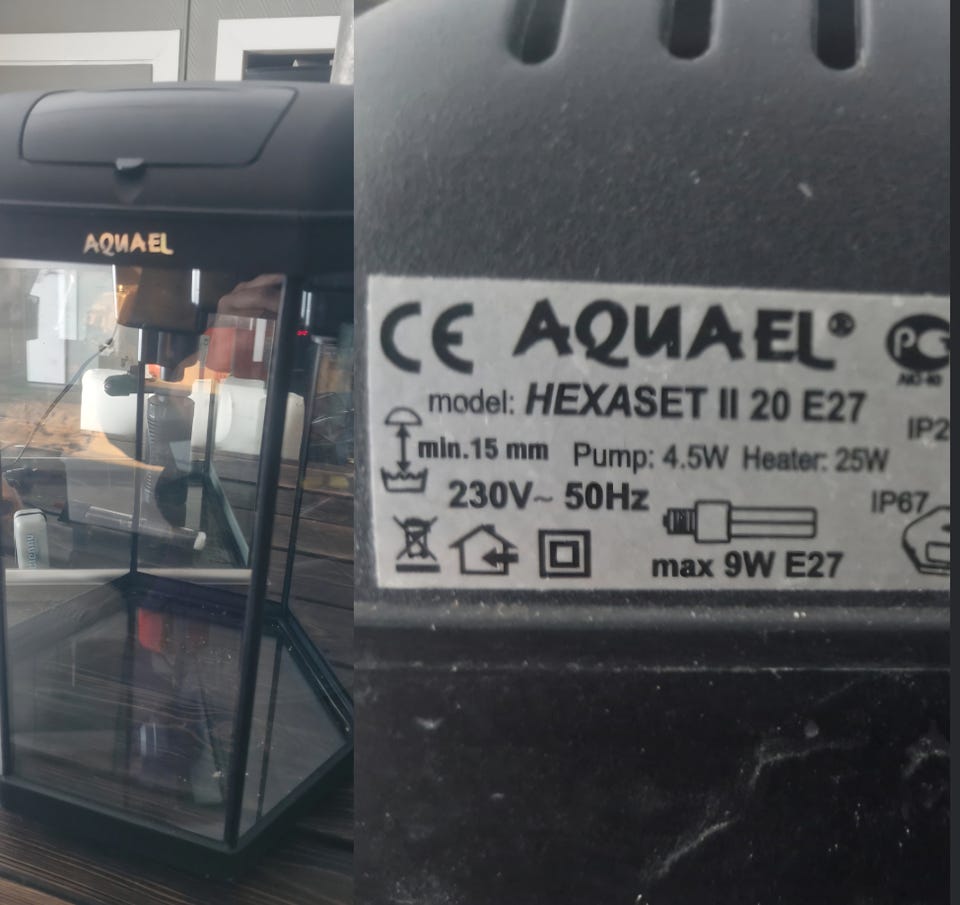 AQUAEL
CE AQUAEL®
model: HEXASET II 20 E27
min.15 mm Pump: 4.5W Heater: 25W
230V~ 50Hz
IP67
max 9W E27